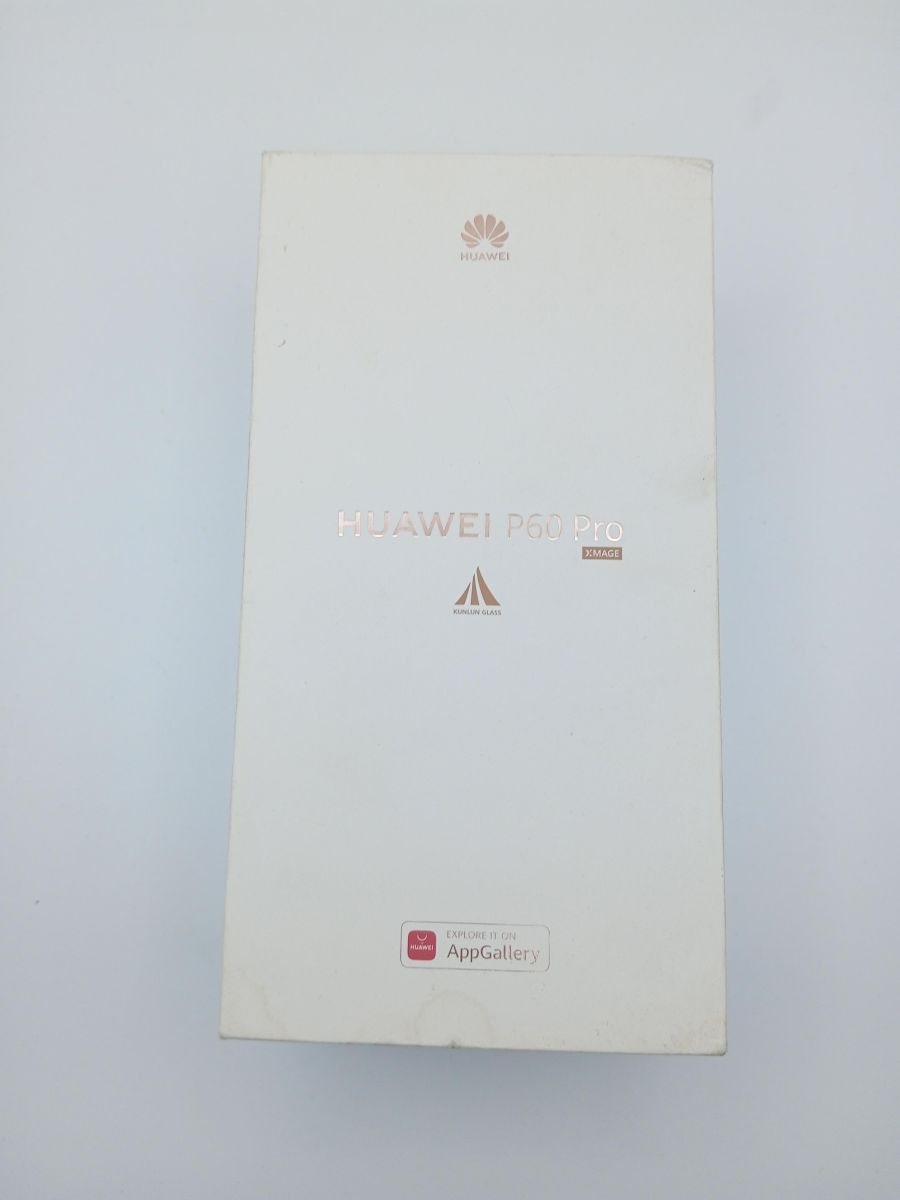 HUAWEI
HUAWEI P60 Pro
XMAGE
KUNLUN GLASS
EXPLORE IT ON
HUAWEI
AppGallery